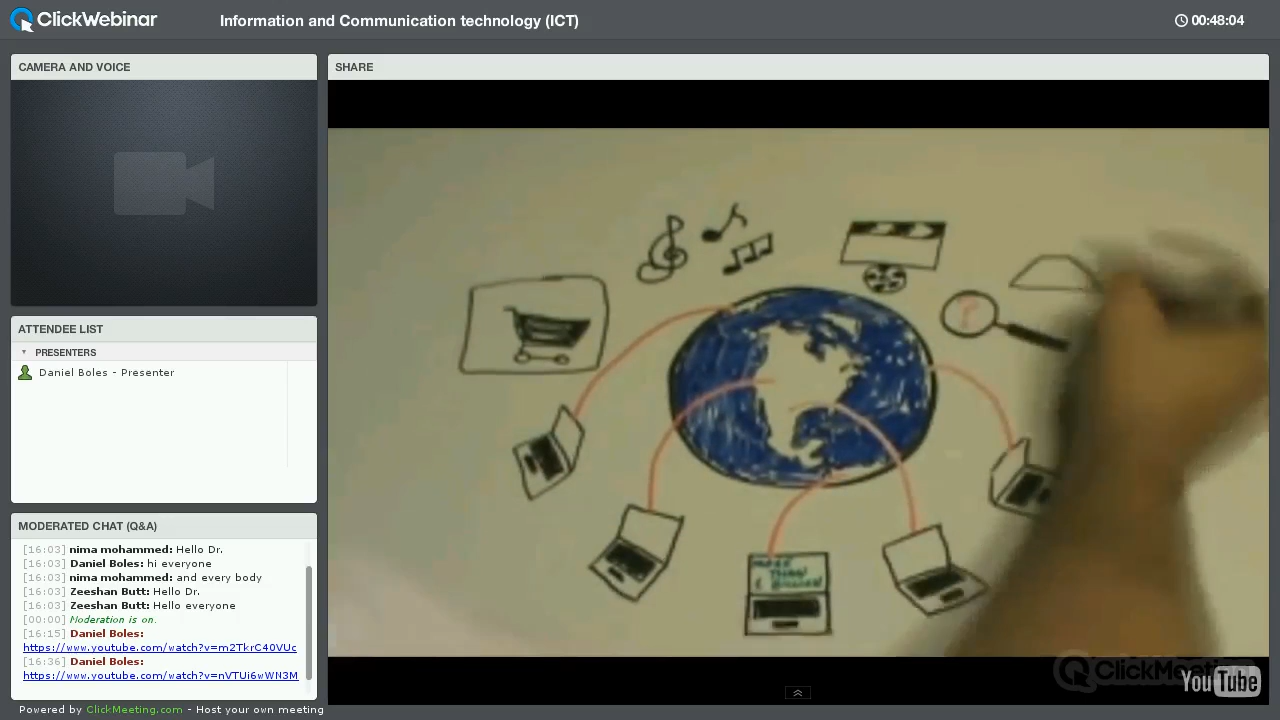 ClickWebinar
Information and Communication technology (ICT)
00:48:04
CAMERA AND VOICE
SHARE
ATTENDEE LIST
PRESENTERS
Daniel Boles - Presenter
MODERATED CHAT (Q&A)
[16:03] nima mohammed: Hello Dr.
[16:03] Daniel Boles: hi everyone
[16:03] nima mohammed: and every body
[16:03] Zeeshan Butt: Hello Dr.
[16:03] Zeeshan Butt: Hello everyone
[00:00] Moderation is on.
[16:15] Daniel Boles:
https://www.youtube.com/watch?v=m2TkrC40VUc
[16:36] Daniel Boles:
https://www.youtube.com/watch?v=nVTUi6wWN3M
?
MORE
THAN
BILLION!
ClickMeeting
YouTube
Powered by ClickMeeting.com - Host your own meeting